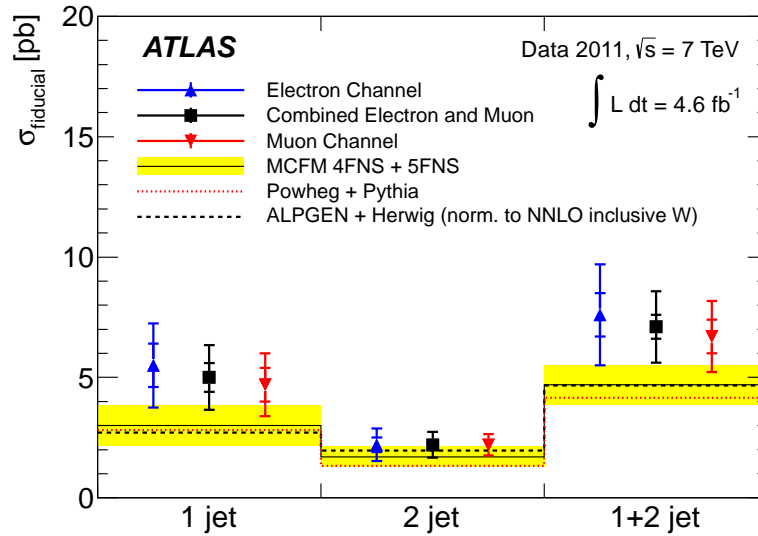 σfiducial [pb]
20
15
10
5
0
ATLAS
Data 2011, √s = 7 TeV
∫ L dt = 4.6 fb⁻¹
Electron Channel
Combined Electron and Muon
Muon Channel
MCFM 4FNS + 5FNS
Powheg + Pythia
ALPGEN + Herwig (norm. to NNLO inclusive W)
1 jet
2 jet
1+2 jet